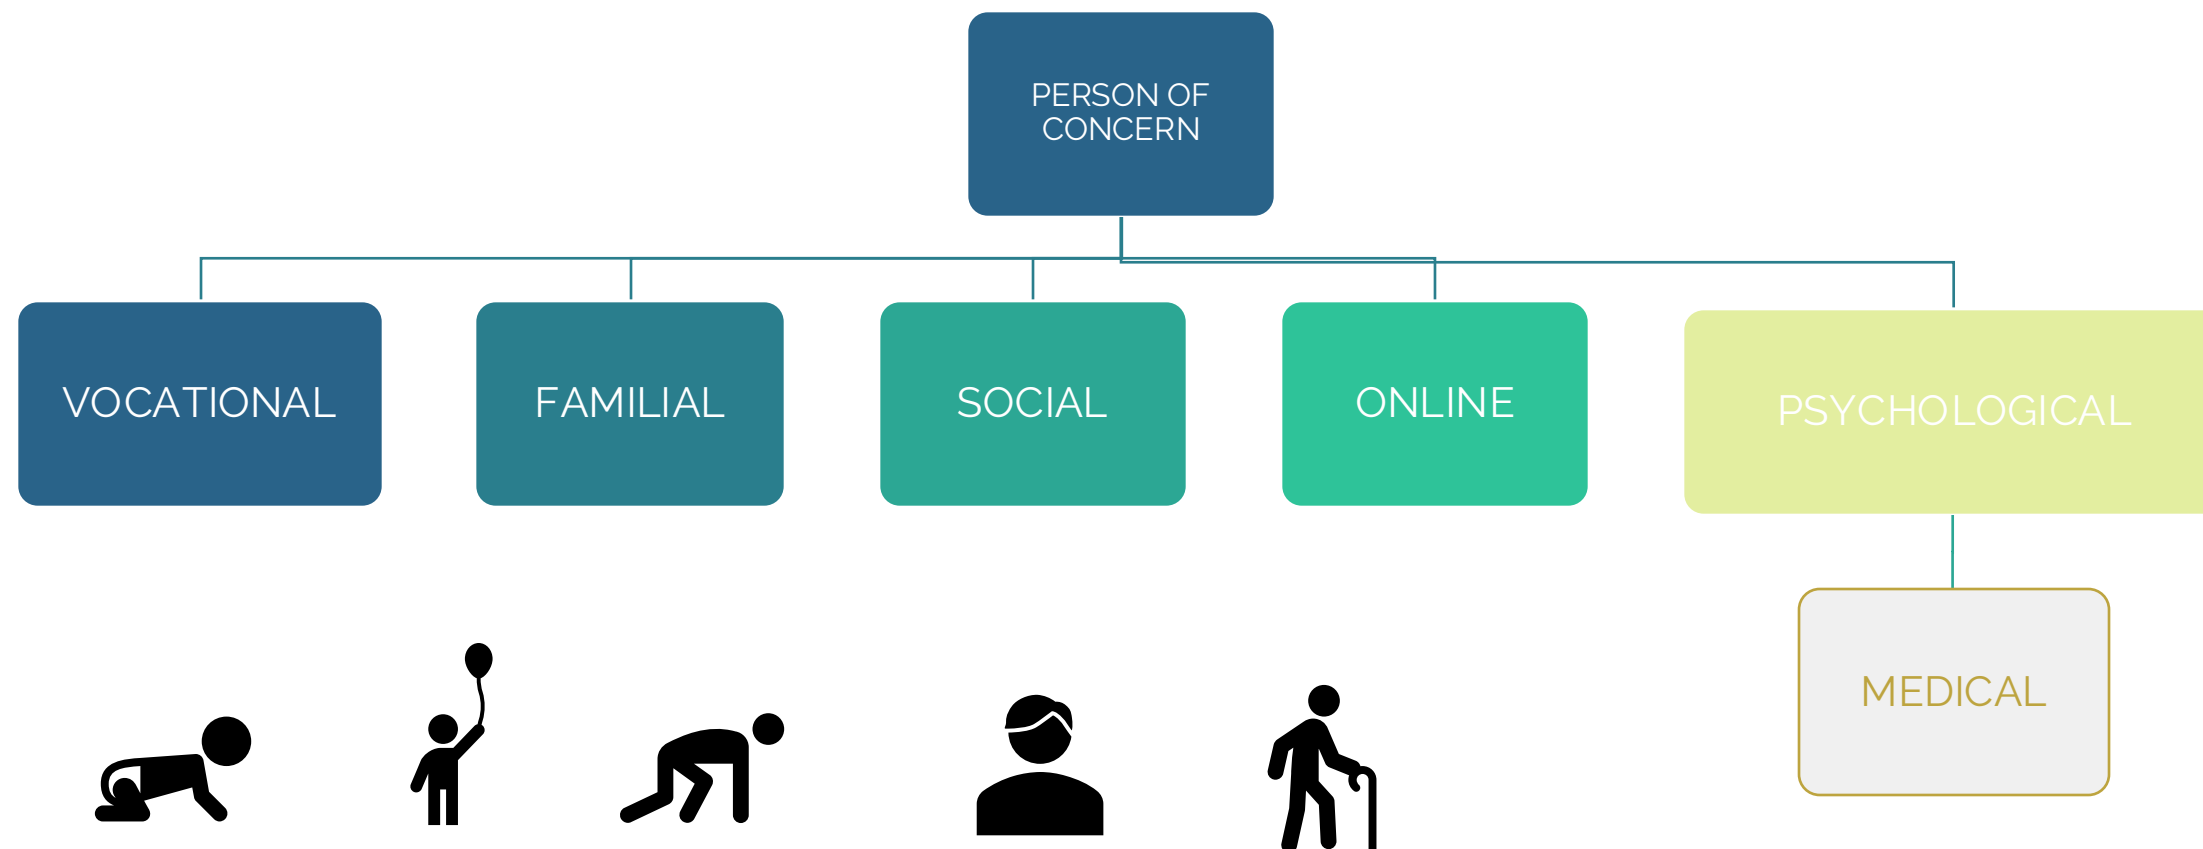 PERSON OF
CONCERN
VOCATIONAL
FAMILIAL
SOCIAL
ONLINE
PSYCHOLOGICAL
MEDICAL